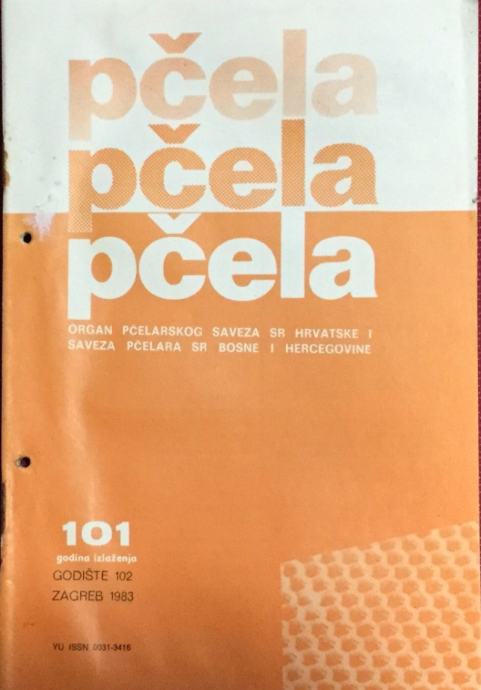 pčela
pčela
pčela
ORGAN PČELARSKOG SAVEZA SR HRVATSKE I
SAVEZA PČELARA SR BOSNE I HERCEGOVINE
101
godina izlaženja
GODIŠTE 102
ZAGREB 1983
YU ISSN 0031-3416